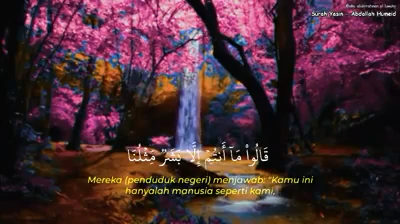 Surah Yasin - Abdallah Humeid
قَالُوا۟ مَآ أَنتُمْ إِلَّا بَشَرٌ مِّثْلُنَا
Mereka (penduduk negeri) menjawab: "Kamu ini
hanyalah manusia seperti kami,